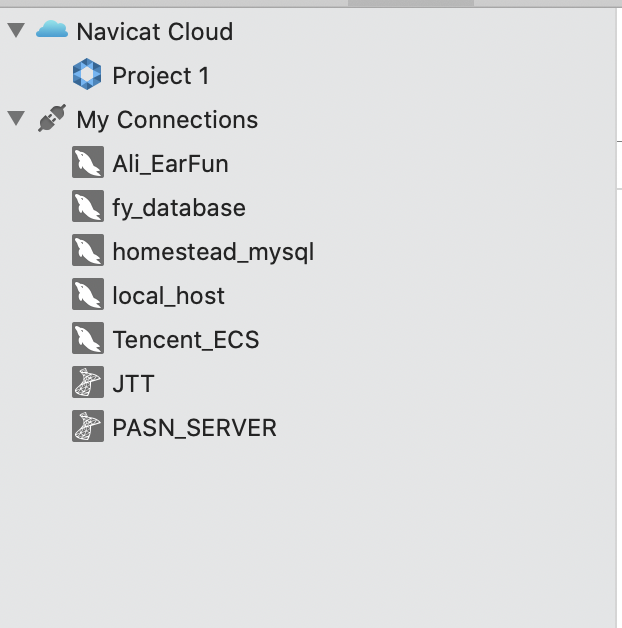 Navicat Cloud
Project 1
My Connections
Ali_EarFun
fy_database
homestead_mysql
local_host
Tencent_ECS
JTT
PASN_SERVER